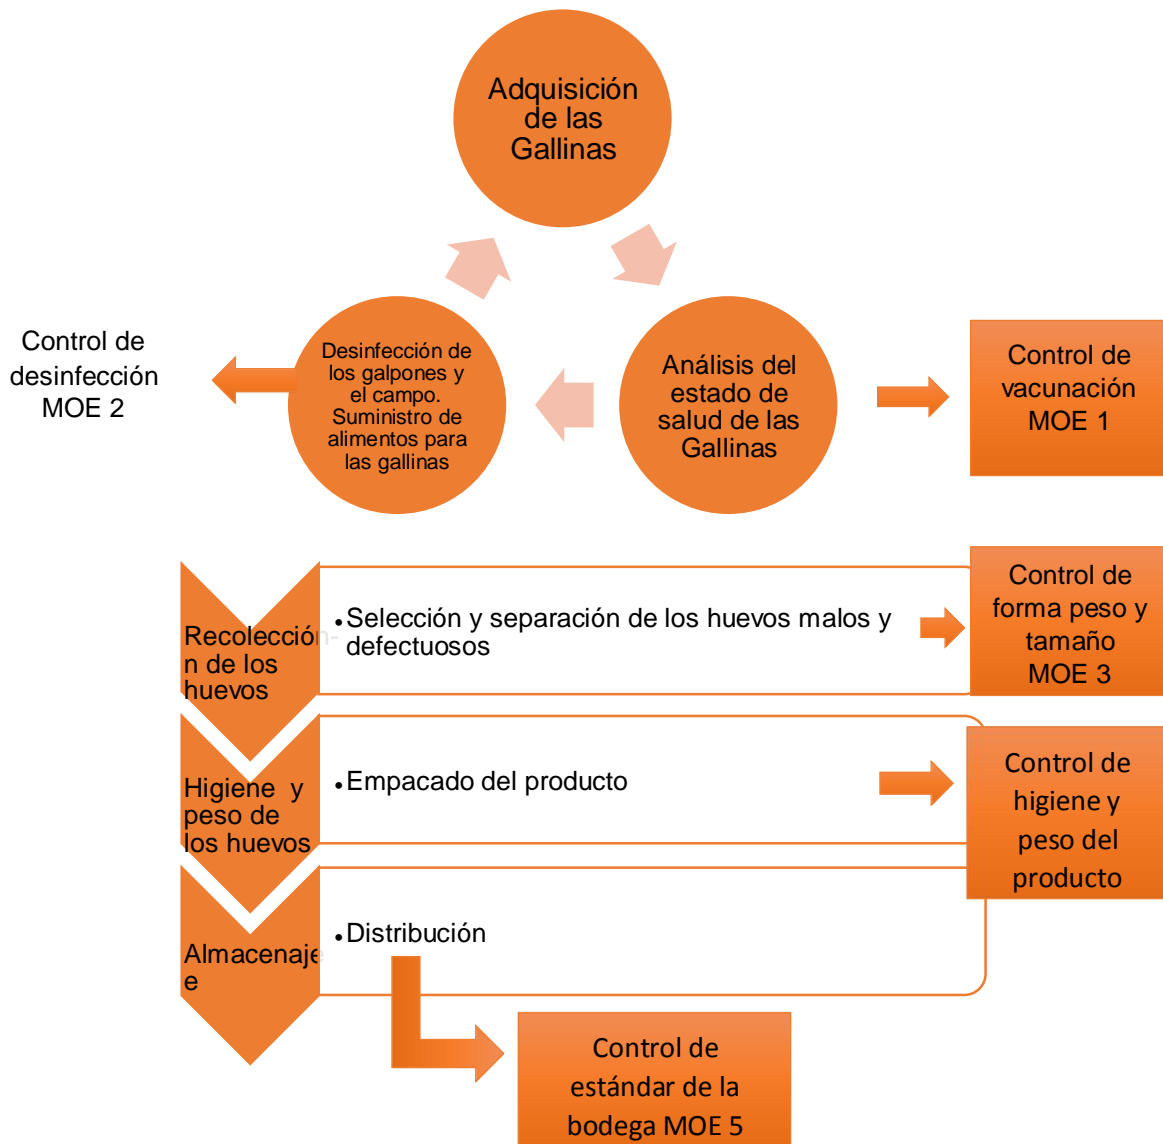 Adquisición
de las
Gallinas
Control de
desinfección
MOE 2
Desinfección de
los galpones y
el campo.
Suministro de
alimentos para
las gallinas
Análisis del
estado de
salud de las
Gallinas
Control de
vacunación
MOE 1
Recolección-
n de los
huevos
•Selección y separación de los huevos malos y
defectuosos
Control de
forma peso y
tamaño
MOE 3
Higiene y
peso de
los huevos
•Empacado del producto
Control de
higiene y
peso del
producto
Almacenaje
e
•Distribución
Control de
estándar de la
bodega MOE 5